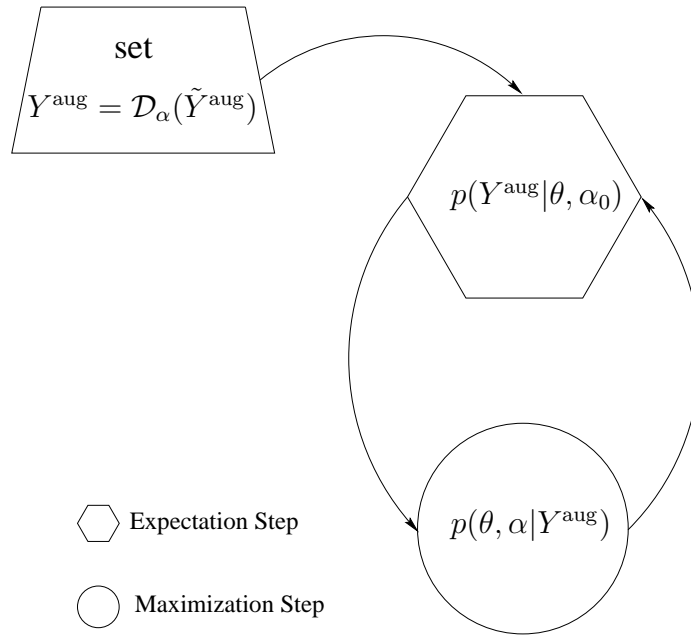 set
Y^aug = 𝒟_α(Ỹ^aug)
p(Y^aug|θ, α_0)
p(θ, α|Y^aug)
Expectation Step
Maximization Step